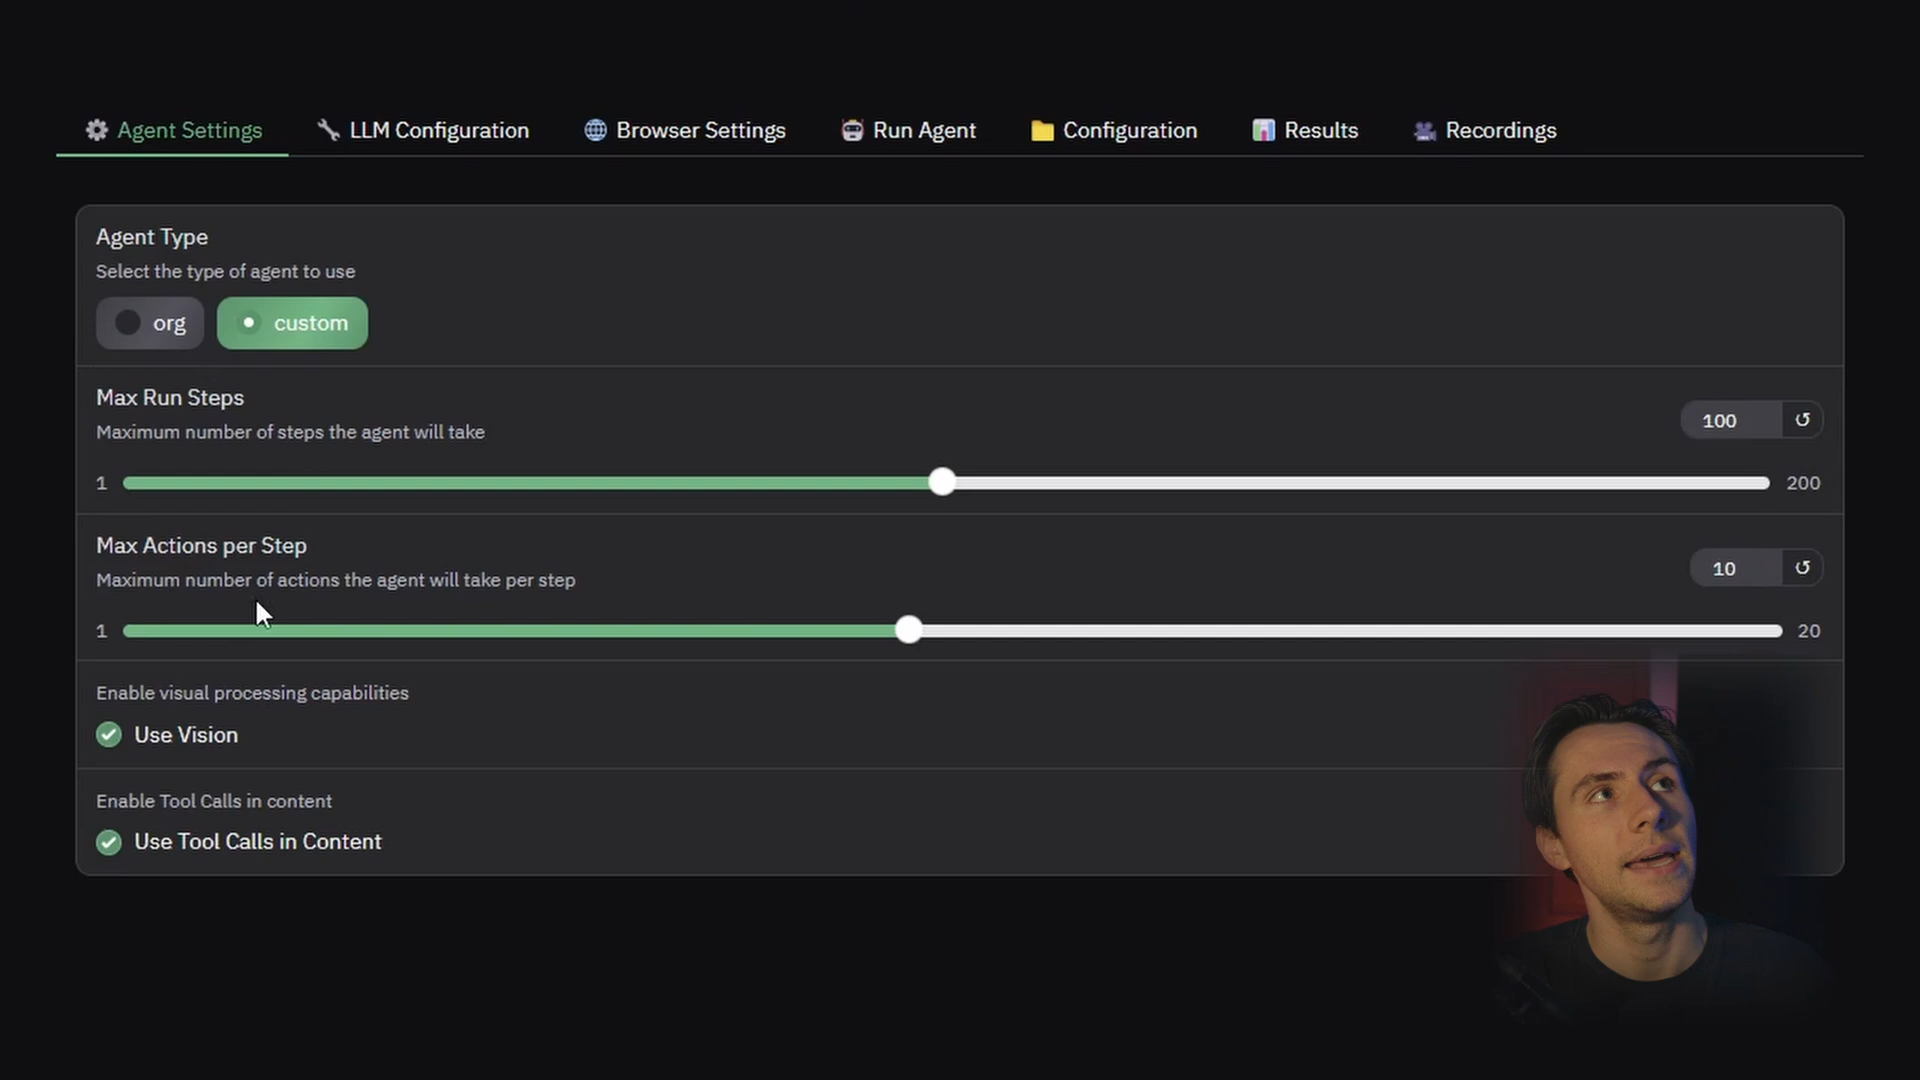 Agent Settings LLM Configuration Browser Settings Run Agent Configuration Results Recordings
Agent Type
Select the type of agent to use
org custom
Max Run Steps
100
Maximum number of steps the agent will take
1 200
Max Actions per Step
10
Maximum number of actions the agent will take per step
1 20
Enable visual processing capabilities
Use Vision
Enable Tool Calls in content
Use Tool Calls in Content